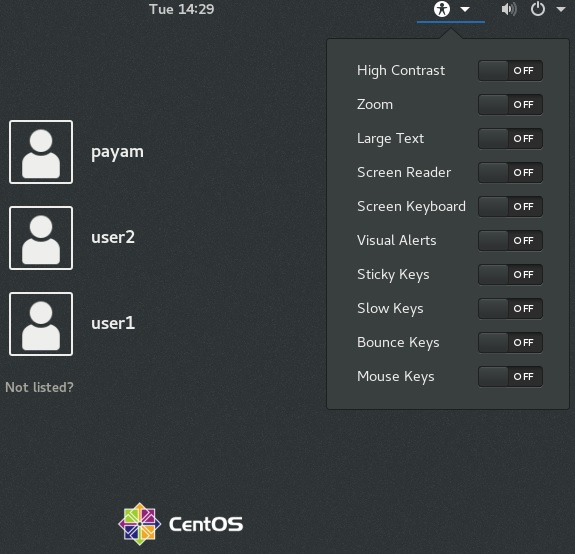 Tue 14:29
High Contrast OFF
Zoom OFF
Large Text OFF
Screen Reader OFF
Screen Keyboard OFF
Visual Alerts OFF
Sticky Keys OFF
Slow Keys OFF
Bounce Keys OFF
Mouse Keys OFF
payam
user2
user1
Not listed?
CentOS